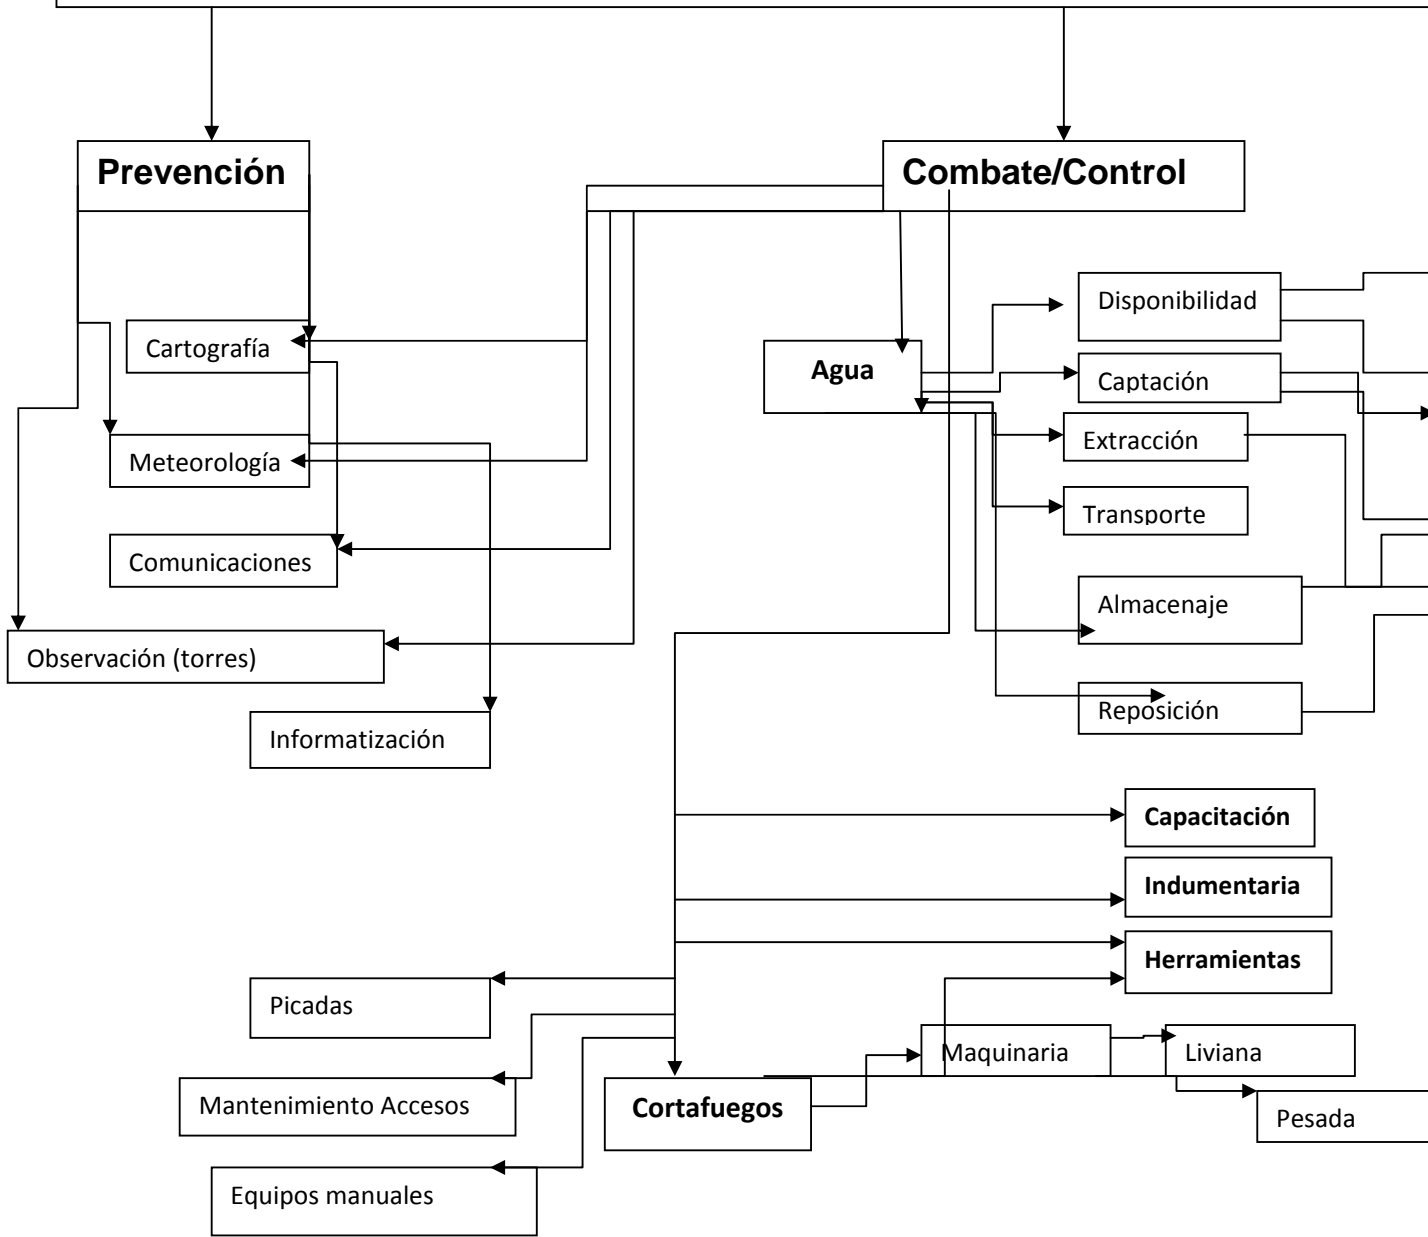 Prevención
Combate/Control
Disponibilidad
Cartografía
Agua
Captación
Extracción
Meteorología
Transporte
Comunicaciones
Almacenaje
Observación (torres)
Reposición
Informatización
Capacitación
Indumentaria
Herramientas
Picadas
Maquinaria
Liviana
Mantenimiento Accesos
Cortafuegos
Pesada
Equipos manuales